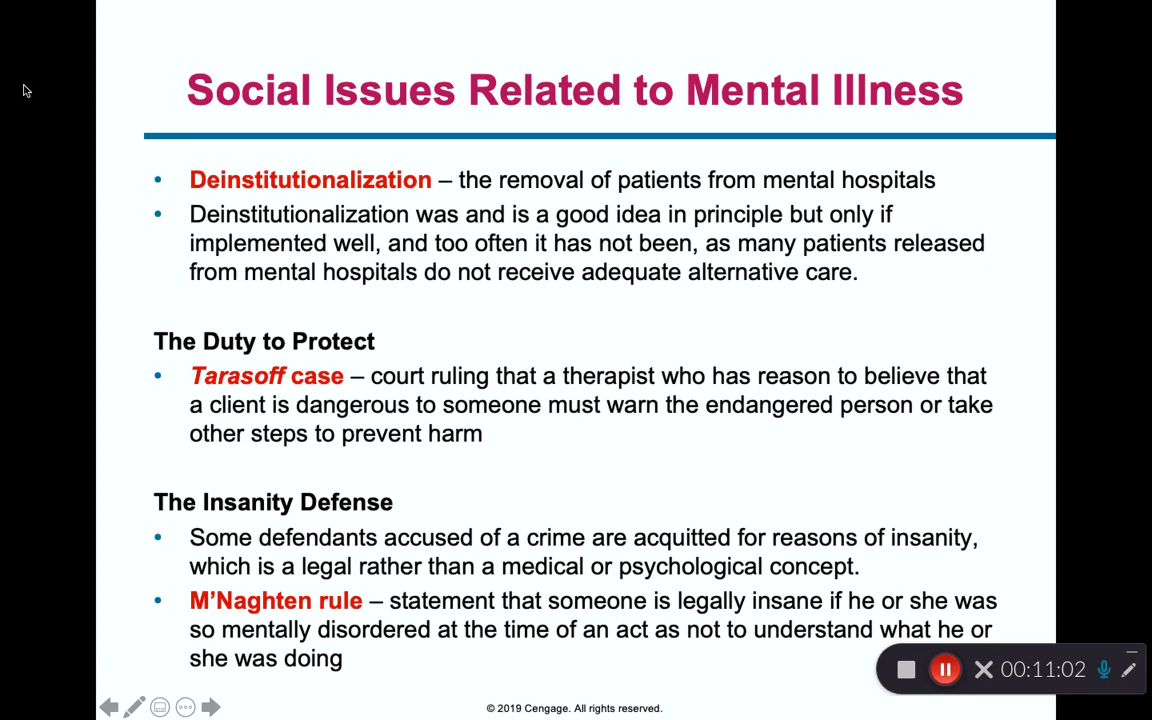 Social Issues Related to Mental Illness
• Deinstitutionalization – the removal of patients from mental hospitals
• Deinstitutionalization was and is a good idea in principle but only if
implemented well, and too often it has not been, as many patients released
from mental hospitals do not receive adequate alternative care.
The Duty to Protect
• Tarasoff case – court ruling that a therapist who has reason to believe that
a client is dangerous to someone must warn the endangered person or take
other steps to prevent harm
The Insanity Defense
• Some defendants accused of a crime are acquitted for reasons of insanity,
which is a legal rather than a medical or psychological concept.
• M’Naghten rule – statement that someone is legally insane if he or she was
so mentally disordered at the time of an act as not to understand what he or
she was doing
00:11:02
© 2019 Cengage. All rights reserved.